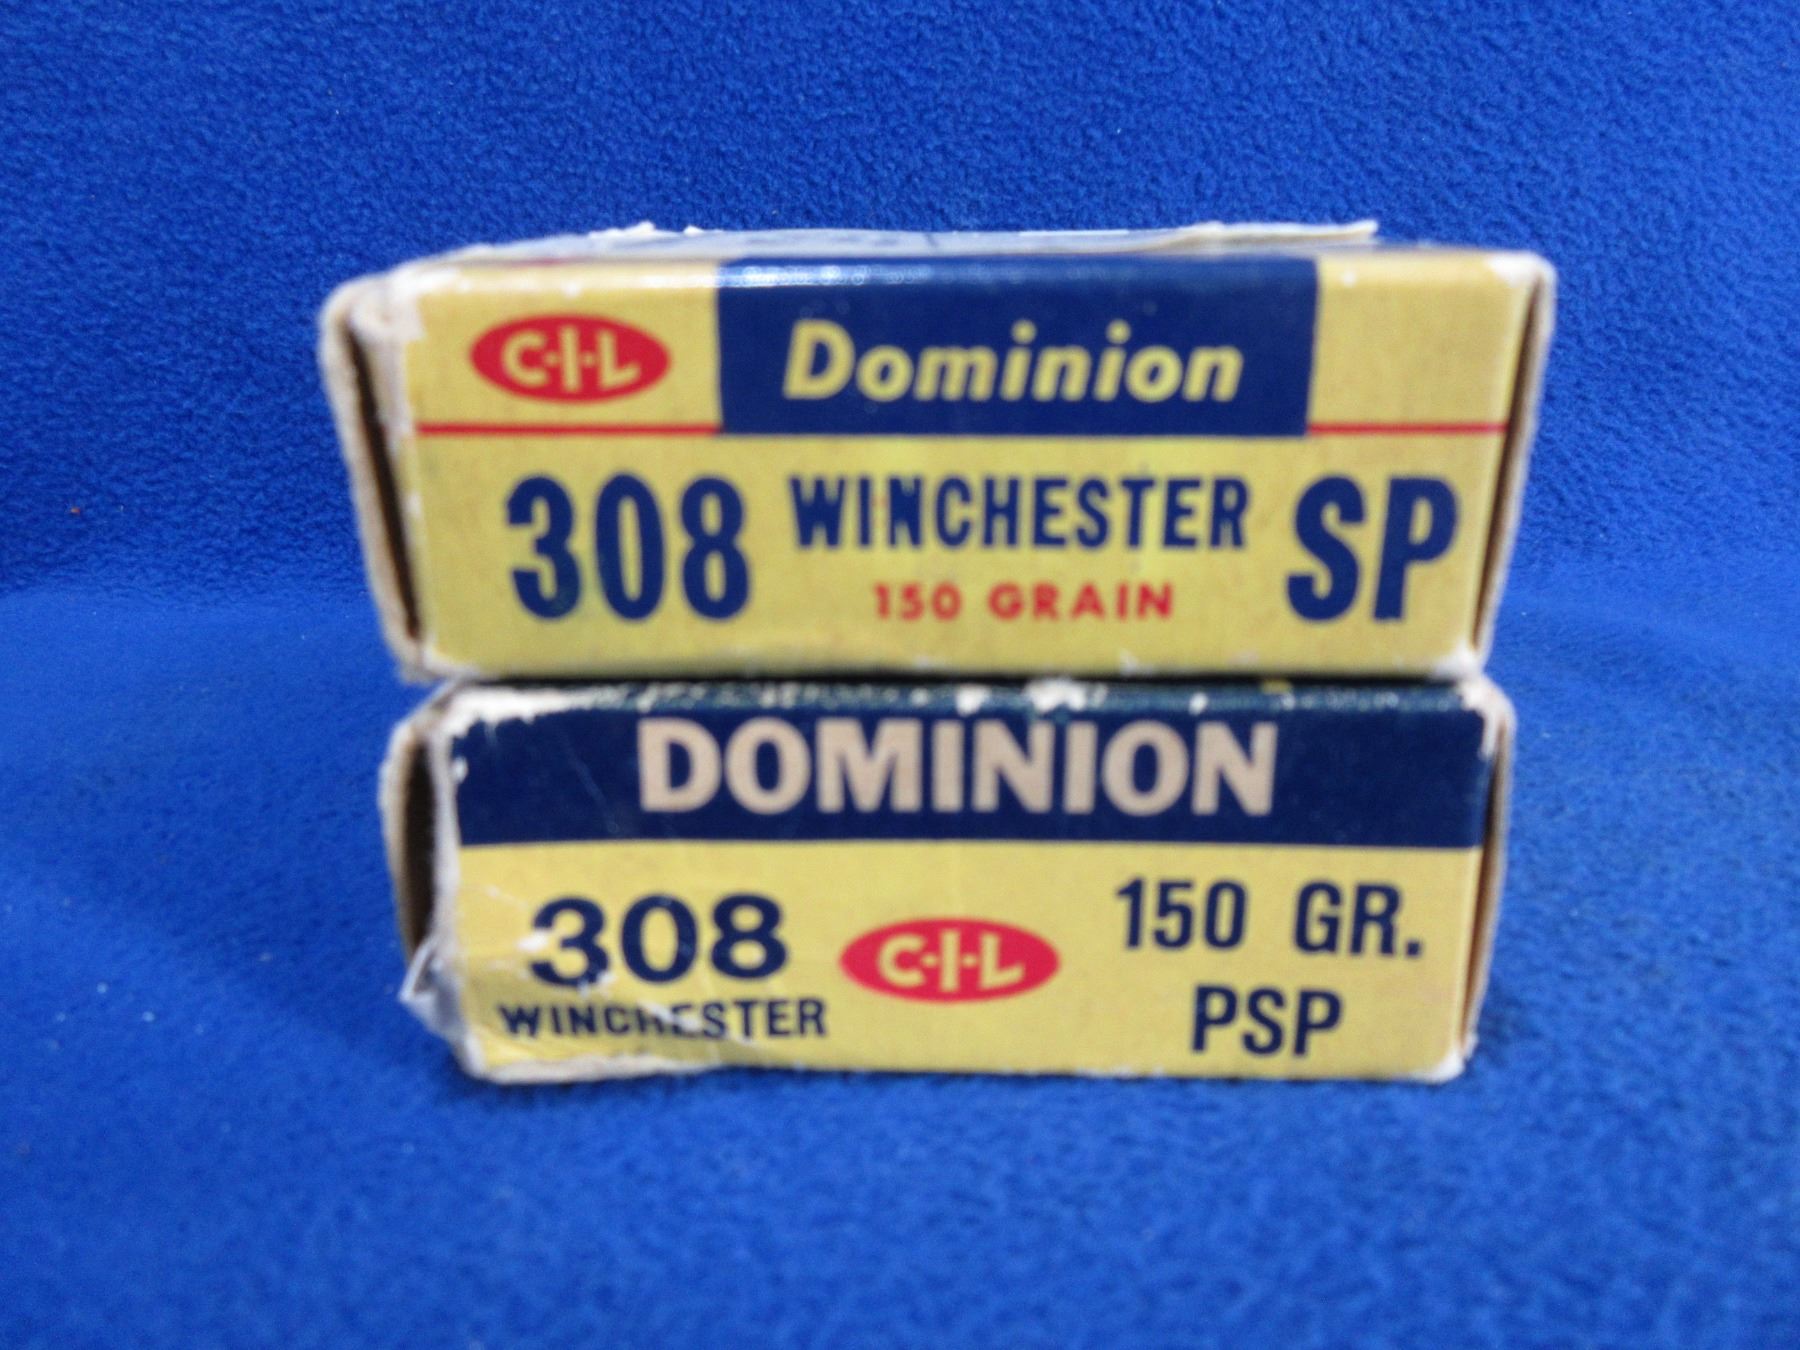 C-I-L Dominion
308 WINCHESTER SP
150 GRAIN
DOMINION
308 C-I-L 150 GR.
WINCHESTER PSP